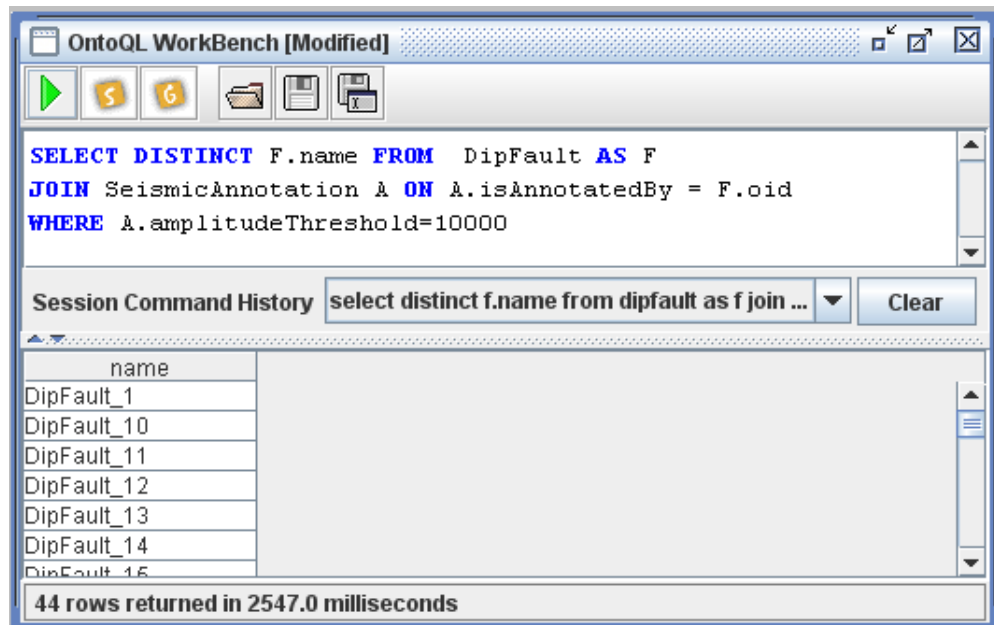 OntoQL WorkBench [Modified]
S G
SELECT DISTINCT F.name FROM DipFault AS F
JOIN SeismicAnnotation A ON A.isAnnotatedBy = F.oid
WHERE A.amplitudeThreshold=10000
Session Command History select distinct f.name from dipfault as f join ... Clear
name
DipFault_1
DipFault_10
DipFault_11
DipFault_12
DipFault_13
DipFault_14
44 rows returned in 2547.0 milliseconds